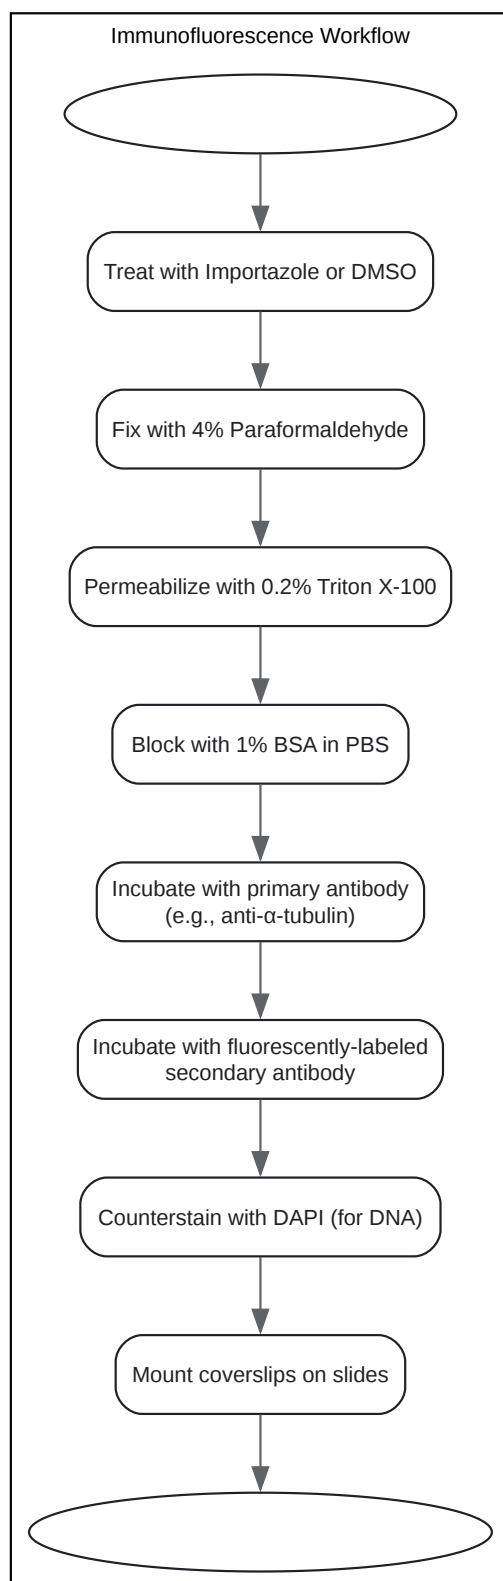 Immunofluorescence Workflow
Treat with Importazole or DMSO
Fix with 4% Paraformaldehyde
Permeabilize with 0.2% Triton X-100
Block with 1% BSA in PBS
Incubate with primary antibody
(e.g., anti-α-tubulin)
Incubate with fluorescently-labeled
secondary antibody
Counterstain with DAPI (for DNA)
Mount coverslips on slides